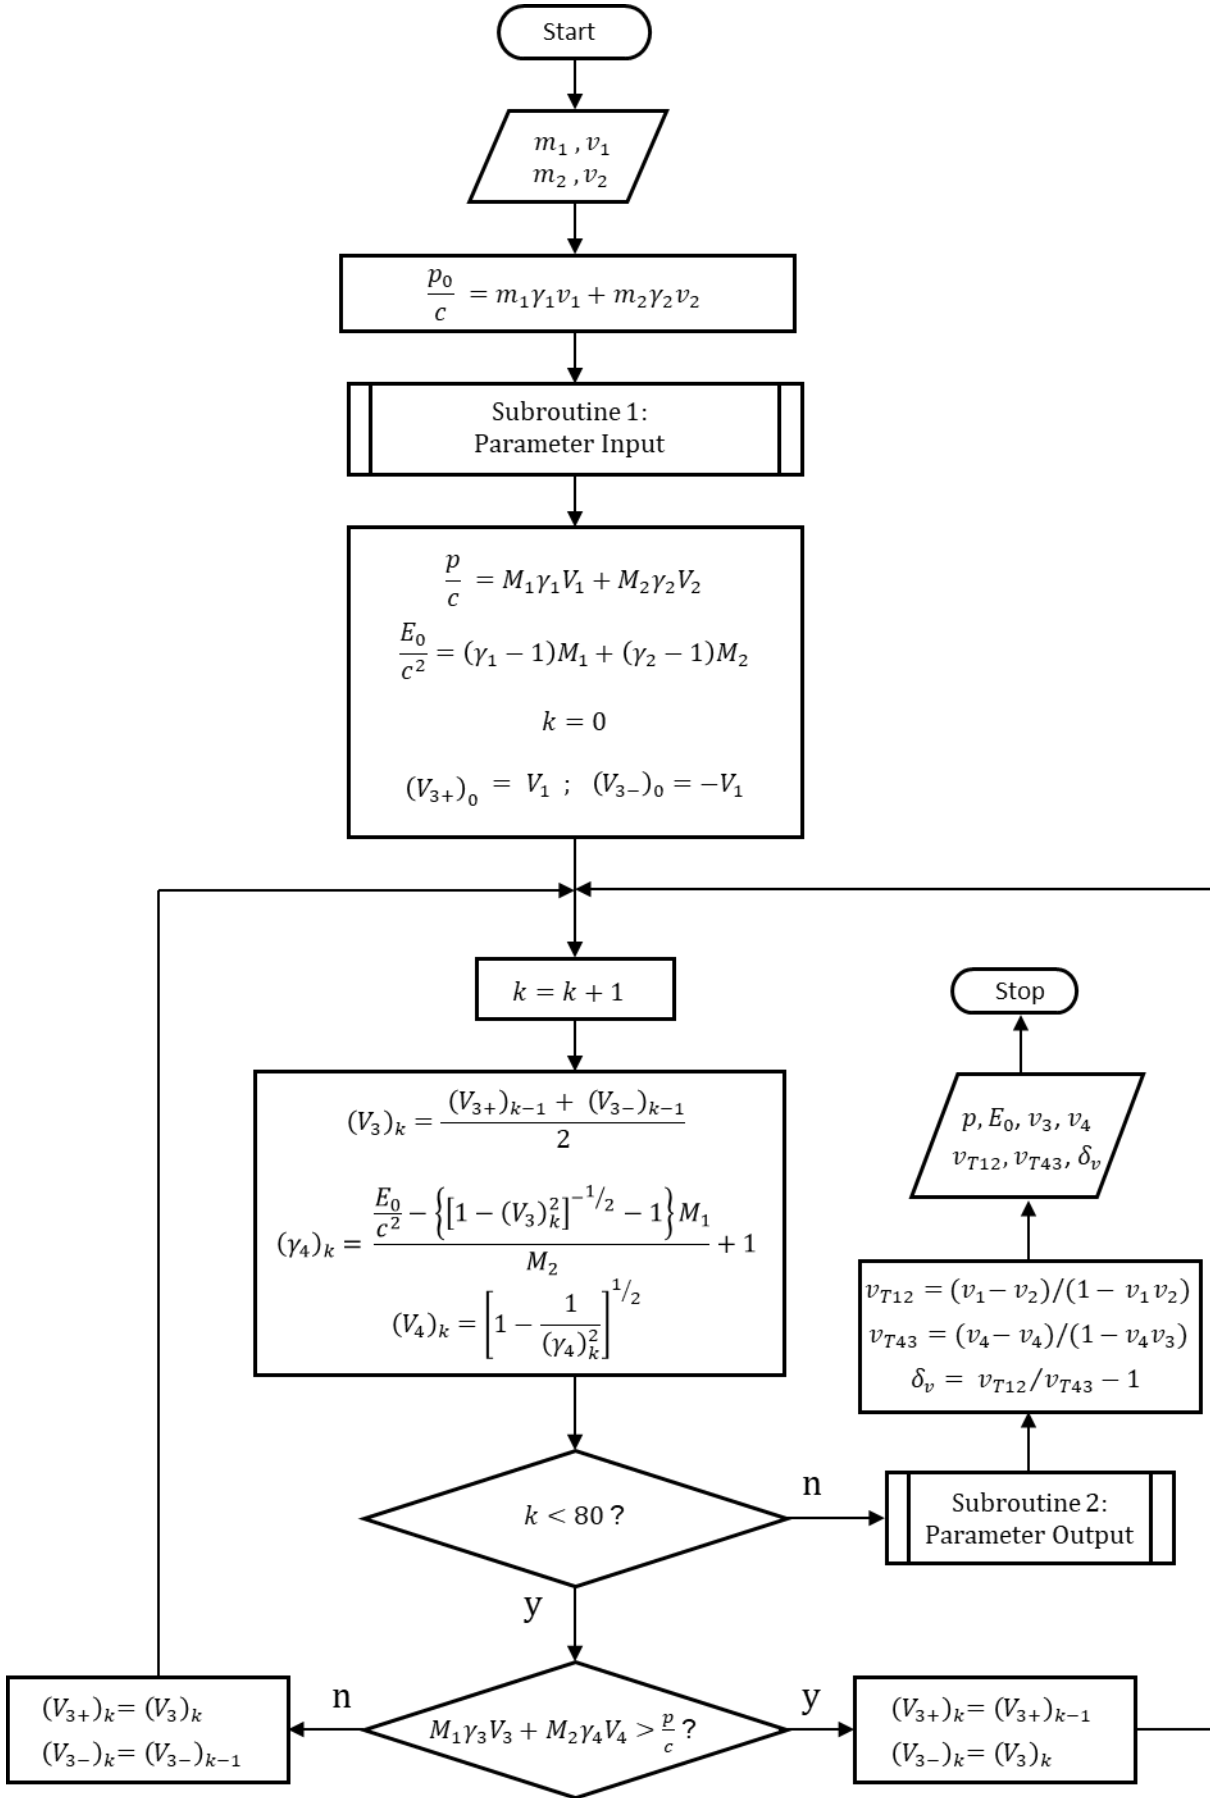 Start
m₁ , v₁
m₂ , v₂
p₀/c = m₁γ₁v₁ + m₂γ₂v₂
Subroutine 1:
Parameter Input
p/c = M₁γ₁V₁ + M₂γ₂V₂
E₀/c² = (γ₁ − 1)M₁ + (γ₂ − 1)M₂
k = 0
(V₃₊)₀ = V₁ ; (V₃₋)₀ = −V₁
k = k + 1
(V₃)ₖ = ((V₃₊)ₖ₋₁ + (V₃₋)ₖ₋₁)/2
(γ₄)ₖ = (E₀/c² − {[1 − (V₃)²ₖ]^(−1/2) − 1}M₁)/M₂ + 1
(V₄)ₖ = [1 − 1/(γ₄)²ₖ]^(1/2)
k < 80 ?
n
y
M₁γ₃V₃ + M₂γ₄V₄ > p/c ?
n
(V₃₊)ₖ= (V₃)ₖ
(V₃₋)ₖ= (V₃₋)ₖ₋₁
y
(V₃₊)ₖ= (V₃₊)ₖ₋₁
(V₃₋)ₖ= (V₃)ₖ
Subroutine 2:
Parameter Output
v_T12 = (v₁− v₂)/(1 − v₁v₂)
v_T43 = (v₄− v₄)/(1 − v₄v₃)
δᵥ = v_T12/v_T43 − 1
p, E₀, v₃, v₄
v_T12, v_T43, δᵥ
Stop